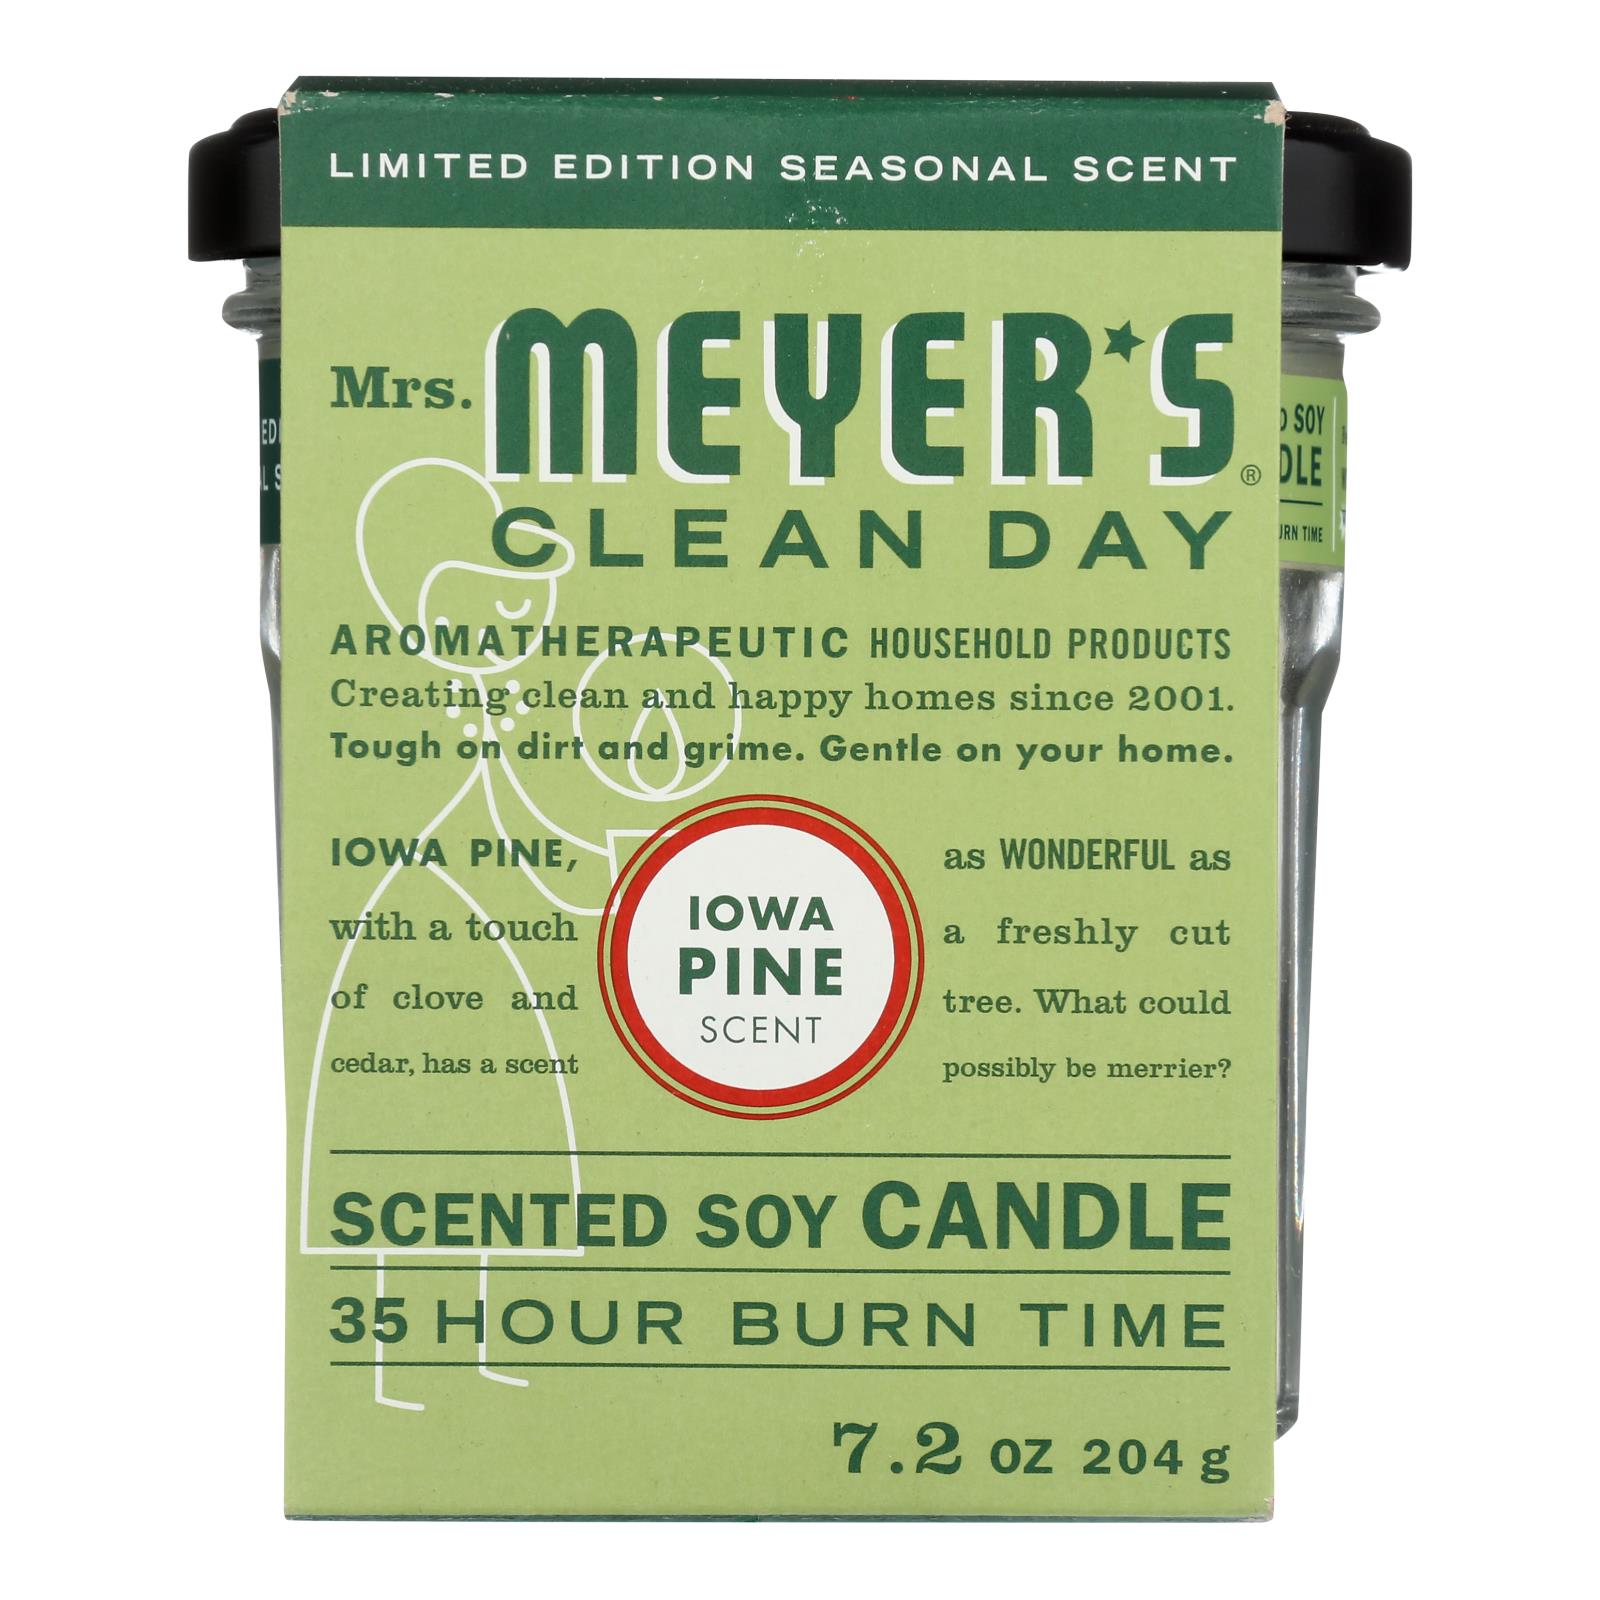 LIMITED EDITION SEASONAL SCENT
Mrs. MEYER'S®
CLEAN DAY
AROMATHERAPEUTIC HOUSEHOLD PRODUCTS
Creating clean and happy homes since 2001.
Tough on dirt and grime. Gentle on your home.
IOWA PINE,
with a touch
of clove and
cedar, has a scent
IOWA
PINE
SCENT
as WONDERFUL as
a freshly cut
tree. What could
possibly be merrier?
SCENTED SOY CANDLE
35 HOUR BURN TIME
7.2 OZ 204 g
SOY
TIME